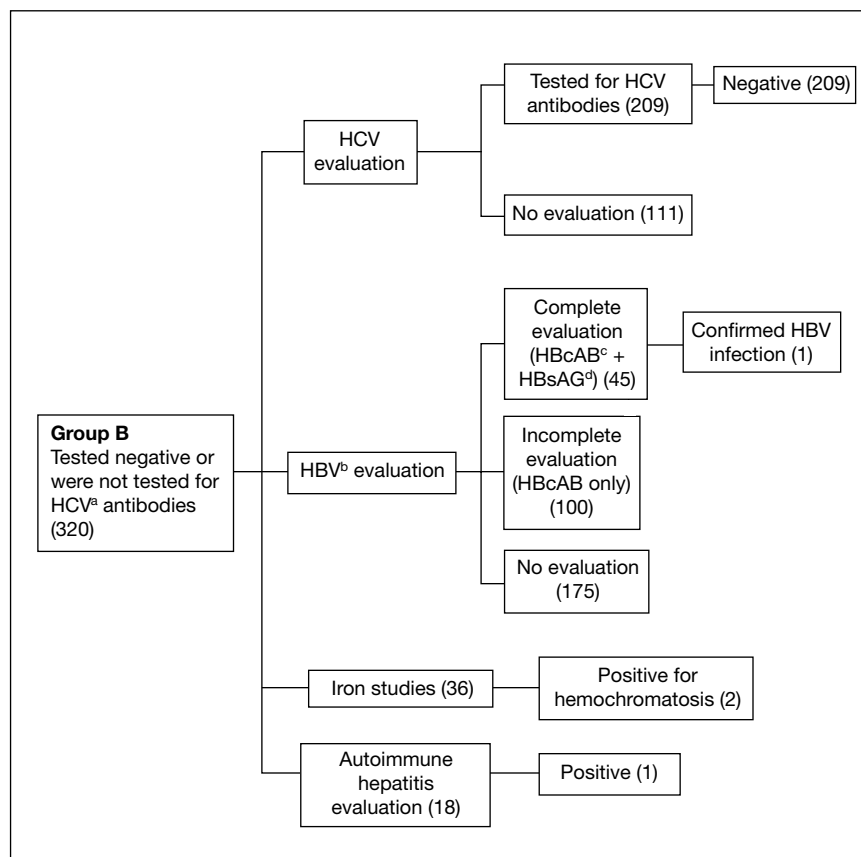 Group B
Tested negative or
were not tested for
HCVᵃ antibodies
(320)
HCV
evaluation
Tested for HCV
antibodies (209)
Negative (209)
No evaluation (111)
HBVᵇ evaluation
Complete
evaluation
(HBcABᶜ +
HBsAGᵈ) (45)
Confirmed HBV
infection (1)
Incomplete
evaluation
(HBcAB only)
(100)
No evaluation
(175)
Iron studies (36)
Positive for
hemochromatosis (2)
Autoimmune
hepatitis
evaluation (18)
Positive (1)